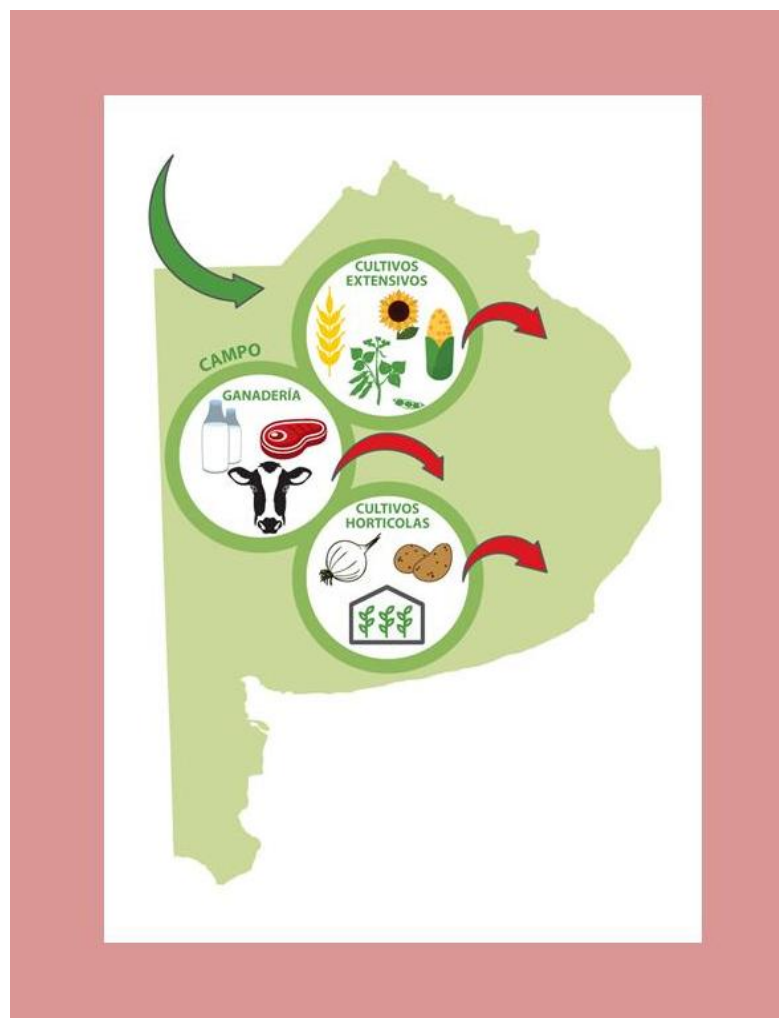 CULTIVOS
EXTENSIVOS
CAMPO
GANADERÍA
CULTIVOS
HORTICOLAS